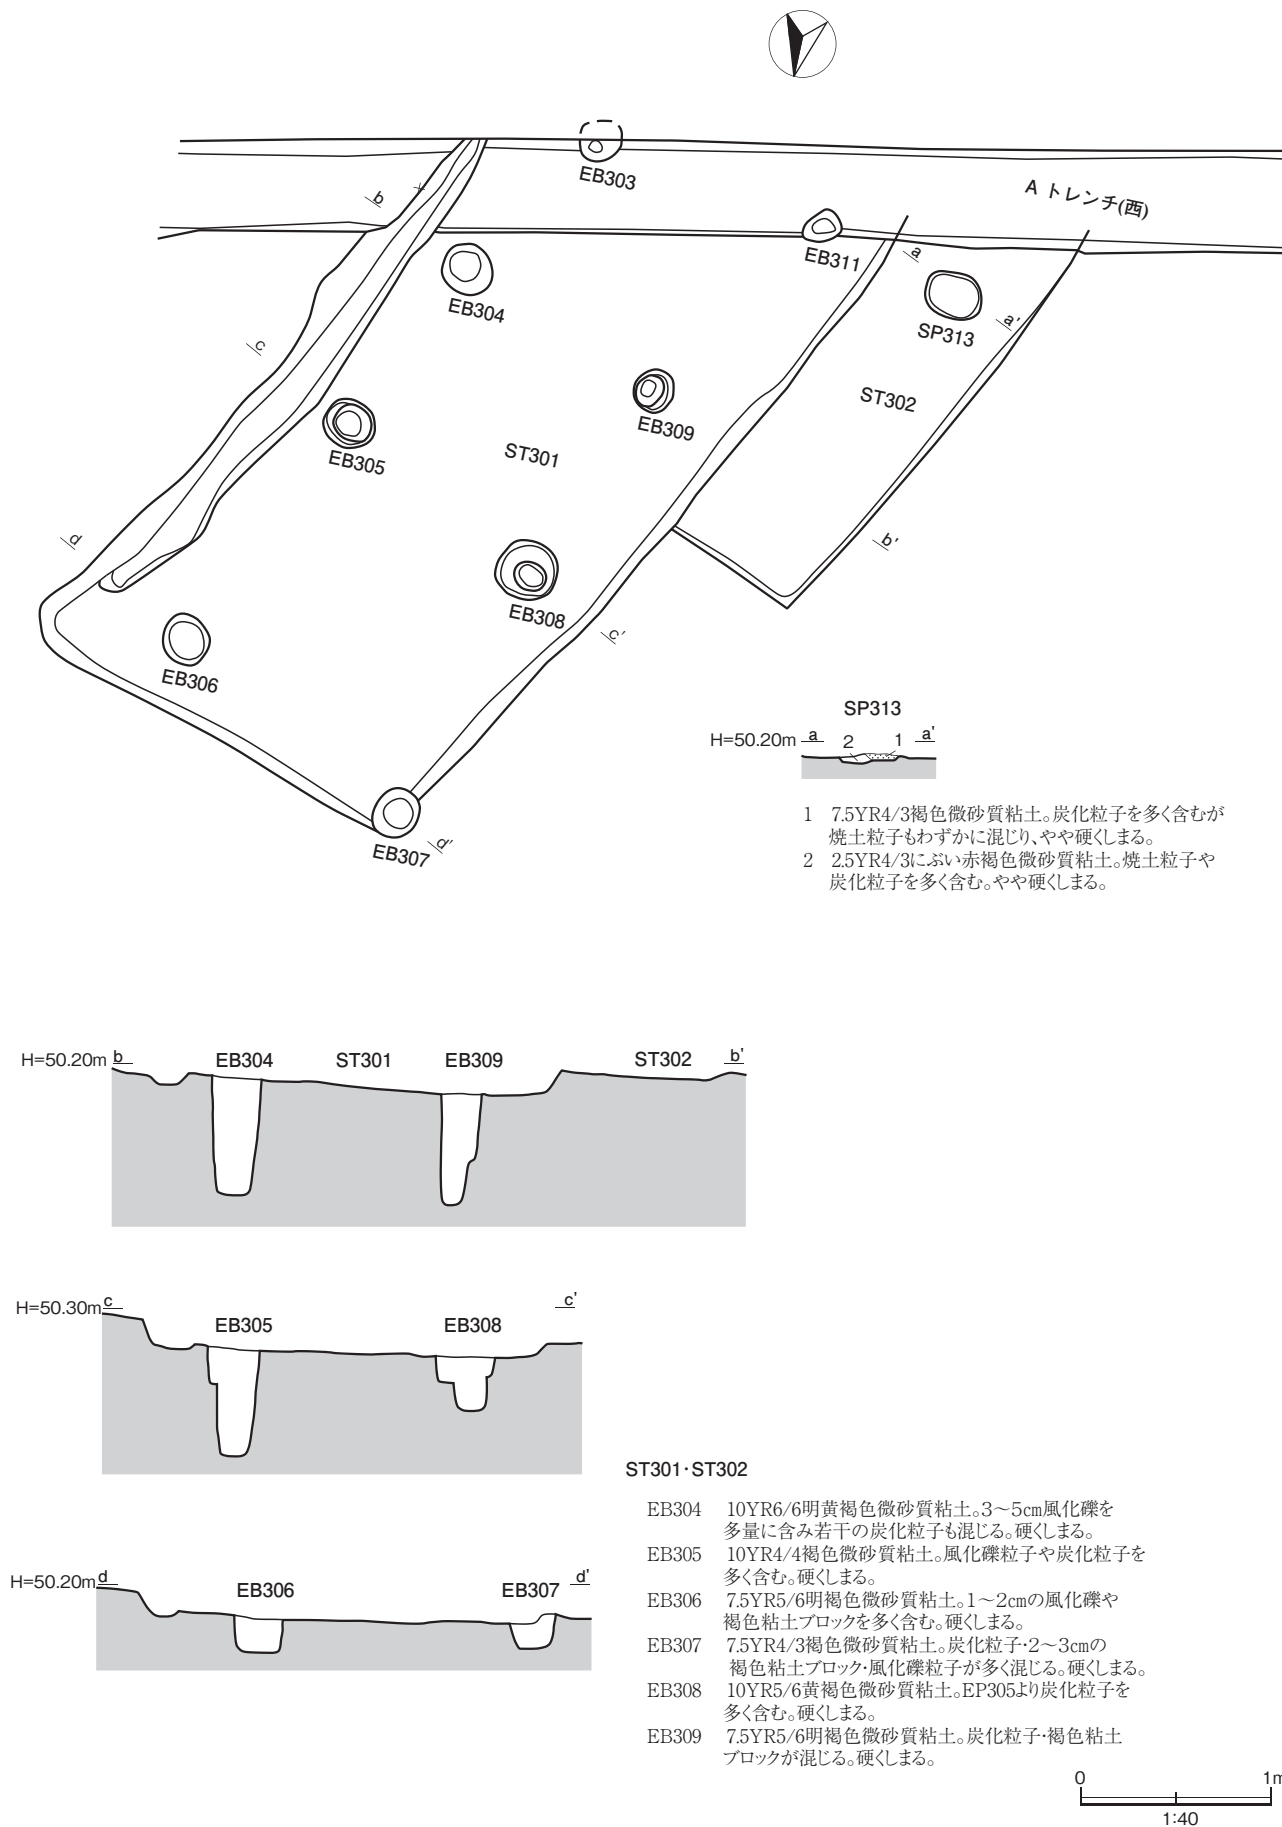 EB303
A トレンチ(西)
b
EB311
a
EB304
SP313
a'
c
ST302
EB309
EB305
ST301
d
b'
EB308
c'
EB306
EB307
d'
SP313
H=50.20m a 2 1 a'
1 7.5YR4/3褐色微砂質粘土。炭化粒子を多く含むが
焼土粒子もわずかに混じり、やや硬くしまる。
2 2.5YR4/3にぶい赤褐色微砂質粘土。焼土粒子や
炭化粒子を多く含む。やや硬くしまる。
H=50.20m b EB304 ST301 EB309 ST302 b'
H=50.30m c c'
EB305 EB308
H=50.20m d EB306 EB307 d'
ST301・ST302
EB304 10YR6/6明黄褐色微砂質粘土。3〜5cm風化礫を
多量に含み若干の炭化粒子も混じる。硬くしまる。
EB305 10YR4/4褐色微砂質粘土。風化礫粒子や炭化粒子を
多く含む。硬くしまる。
EB306 7.5YR5/6明褐色微砂質粘土。1〜2cmの風化礫や
褐色粘土ブロックを多く含む。硬くしまる。
EB307 7.5YR4/3褐色微砂質粘土。炭化粒子・2〜3cmの
褐色粘土ブロック・風化礫粒子が多く混じる。硬くしまる。
EB308 10YR5/6黄褐色微砂質粘土。EP305より炭化粒子を
多く含む。硬くしまる。
EB309 7.5YR5/6明褐色微砂質粘土。炭化粒子・褐色粘土
ブロックが混じる。硬くしまる。
0 1m
1:40